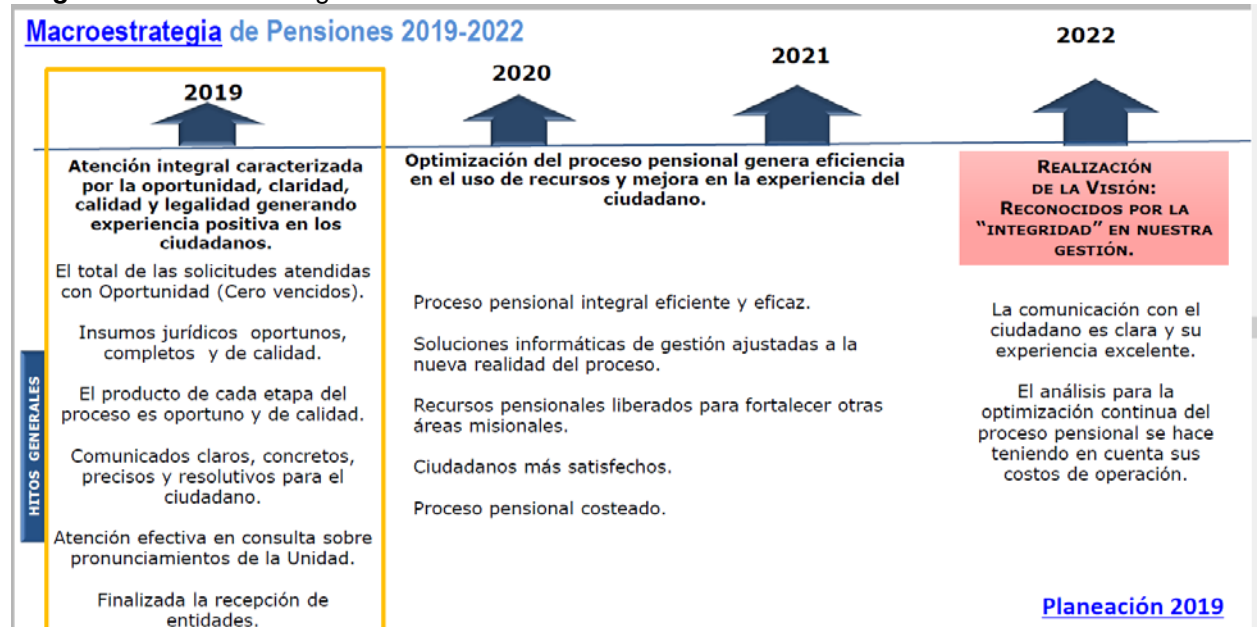 Macroestrategia de Pensiones 2019-2022
2019
2020
2021
2022
Atención integral caracterizada
por la oportunidad, claridad,
calidad y legalidad generando
experiencia positiva en los
ciudadanos.
Optimización del proceso pensional genera eficiencia
en el uso de recursos y mejora en la experiencia del
ciudadano.
REALIZACIÓN
DE LA VISIÓN:
RECONOCIDOS POR LA
"INTEGRIDAD" EN NUESTRA
GESTIÓN.
HITOS GENERALES
El total de las solicitudes atendidas
con Oportunidad (Cero vencidos).
Insumos jurídicos oportunos,
completos y de calidad.
El producto de cada etapa del
proceso es oportuno y de calidad.
Comunicados claros, concretos,
precisos y resolutivos para el
ciudadano.
Atención efectiva en consulta sobre
pronunciamientos de la Unidad.
Finalizada la recepción de
entidades.
Proceso pensional integral eficiente y eficaz.
Soluciones informáticas de gestión ajustadas a la
nueva realidad del proceso.
Recursos pensionales liberados para fortalecer otras
áreas misionales.
Ciudadanos más satisfechos.
Proceso pensional costeado.
La comunicación con el
ciudadano es clara y su
experiencia excelente.
El análisis para la
optimización continua del
proceso pensional se hace
teniendo en cuenta sus
costos de operación.
Planeación 2019